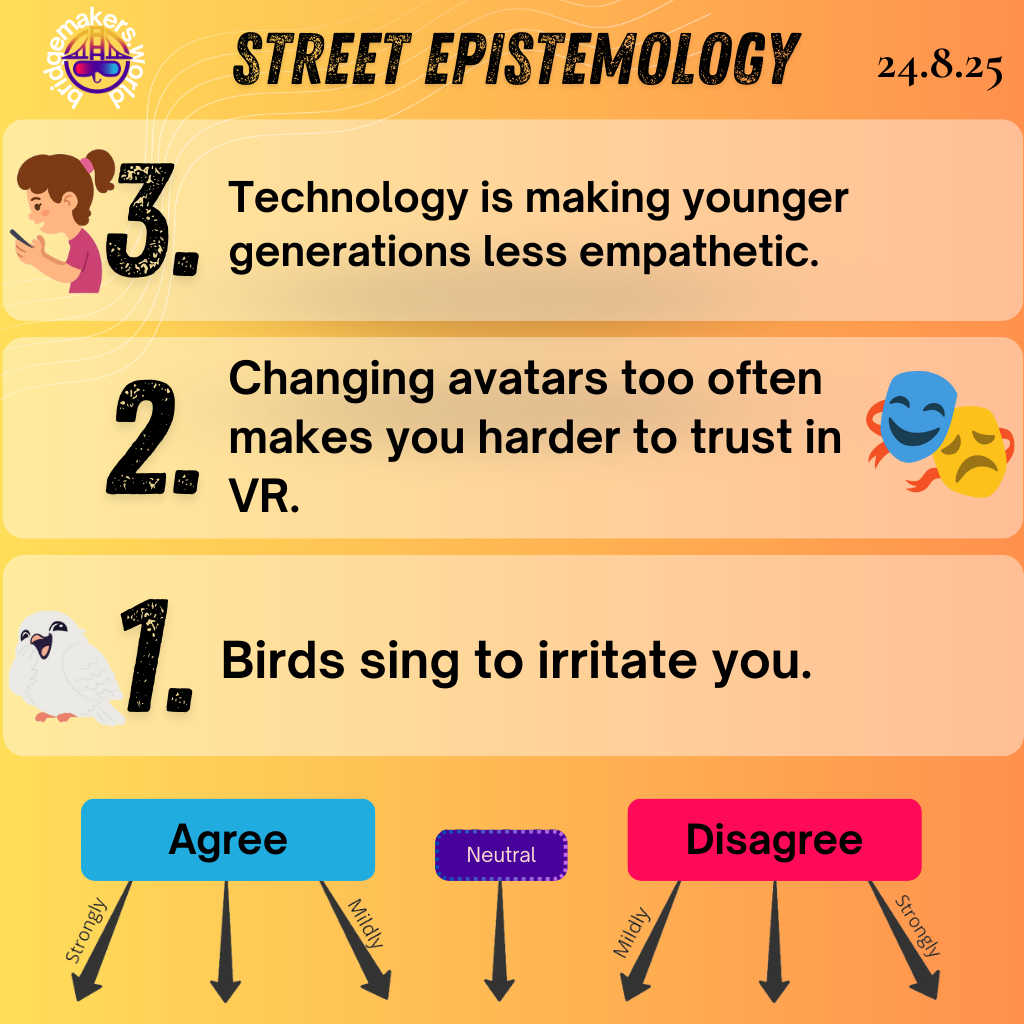 bridgemakers world
STREET EPISTEMOLOGY
24.8.25
3.
Technology is making younger
generations less empathetic.
2.
Changing avatars too often
makes you harder to trust in
VR.
1.
Birds sing to irritate you.
Agree
Neutral
Disagree
Strongly
Mildly
Mildly
Strongly